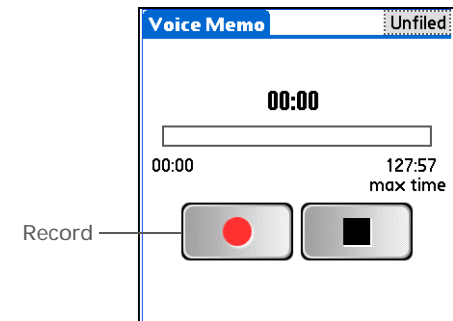 Voice Memo Unfiled
00:00
00:00 127:57
max time
Record